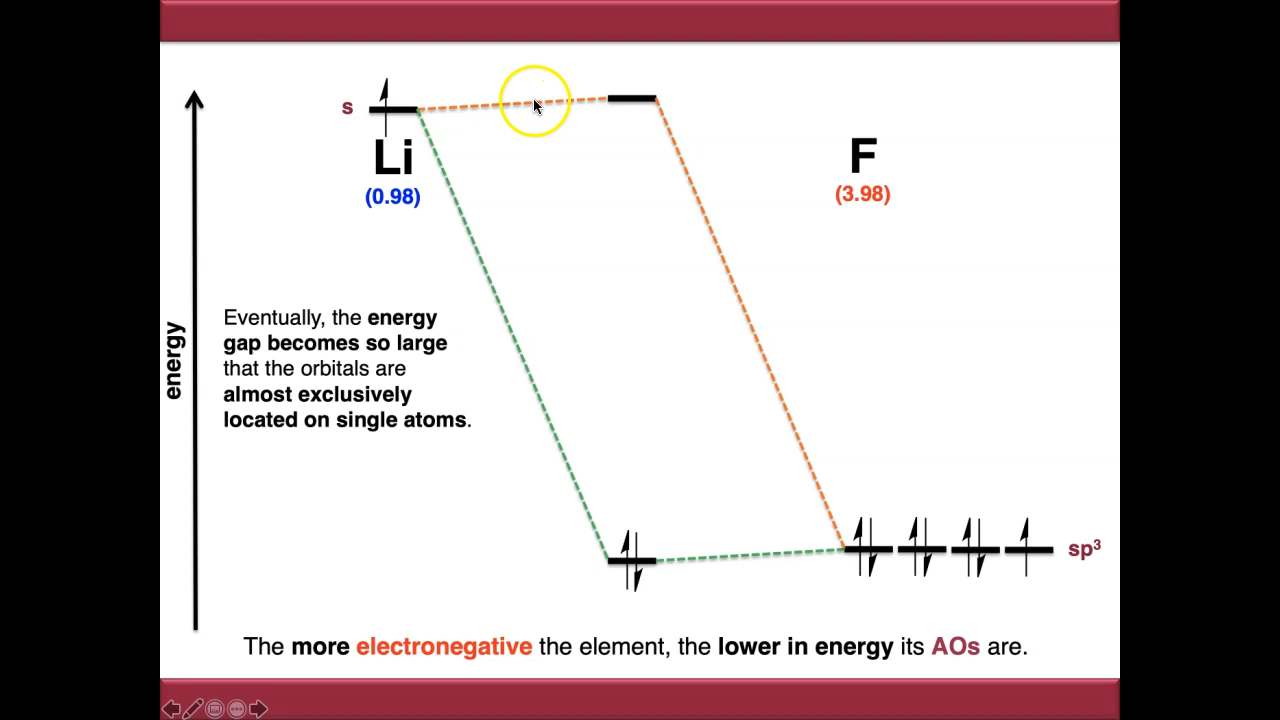 s
Li
(0.98)
F
(3.98)
energy
Eventually, the energy
gap becomes so large
that the orbitals are
almost exclusively
located on single atoms.
sp³
The more electronegative the element, the lower in energy its AOs are.